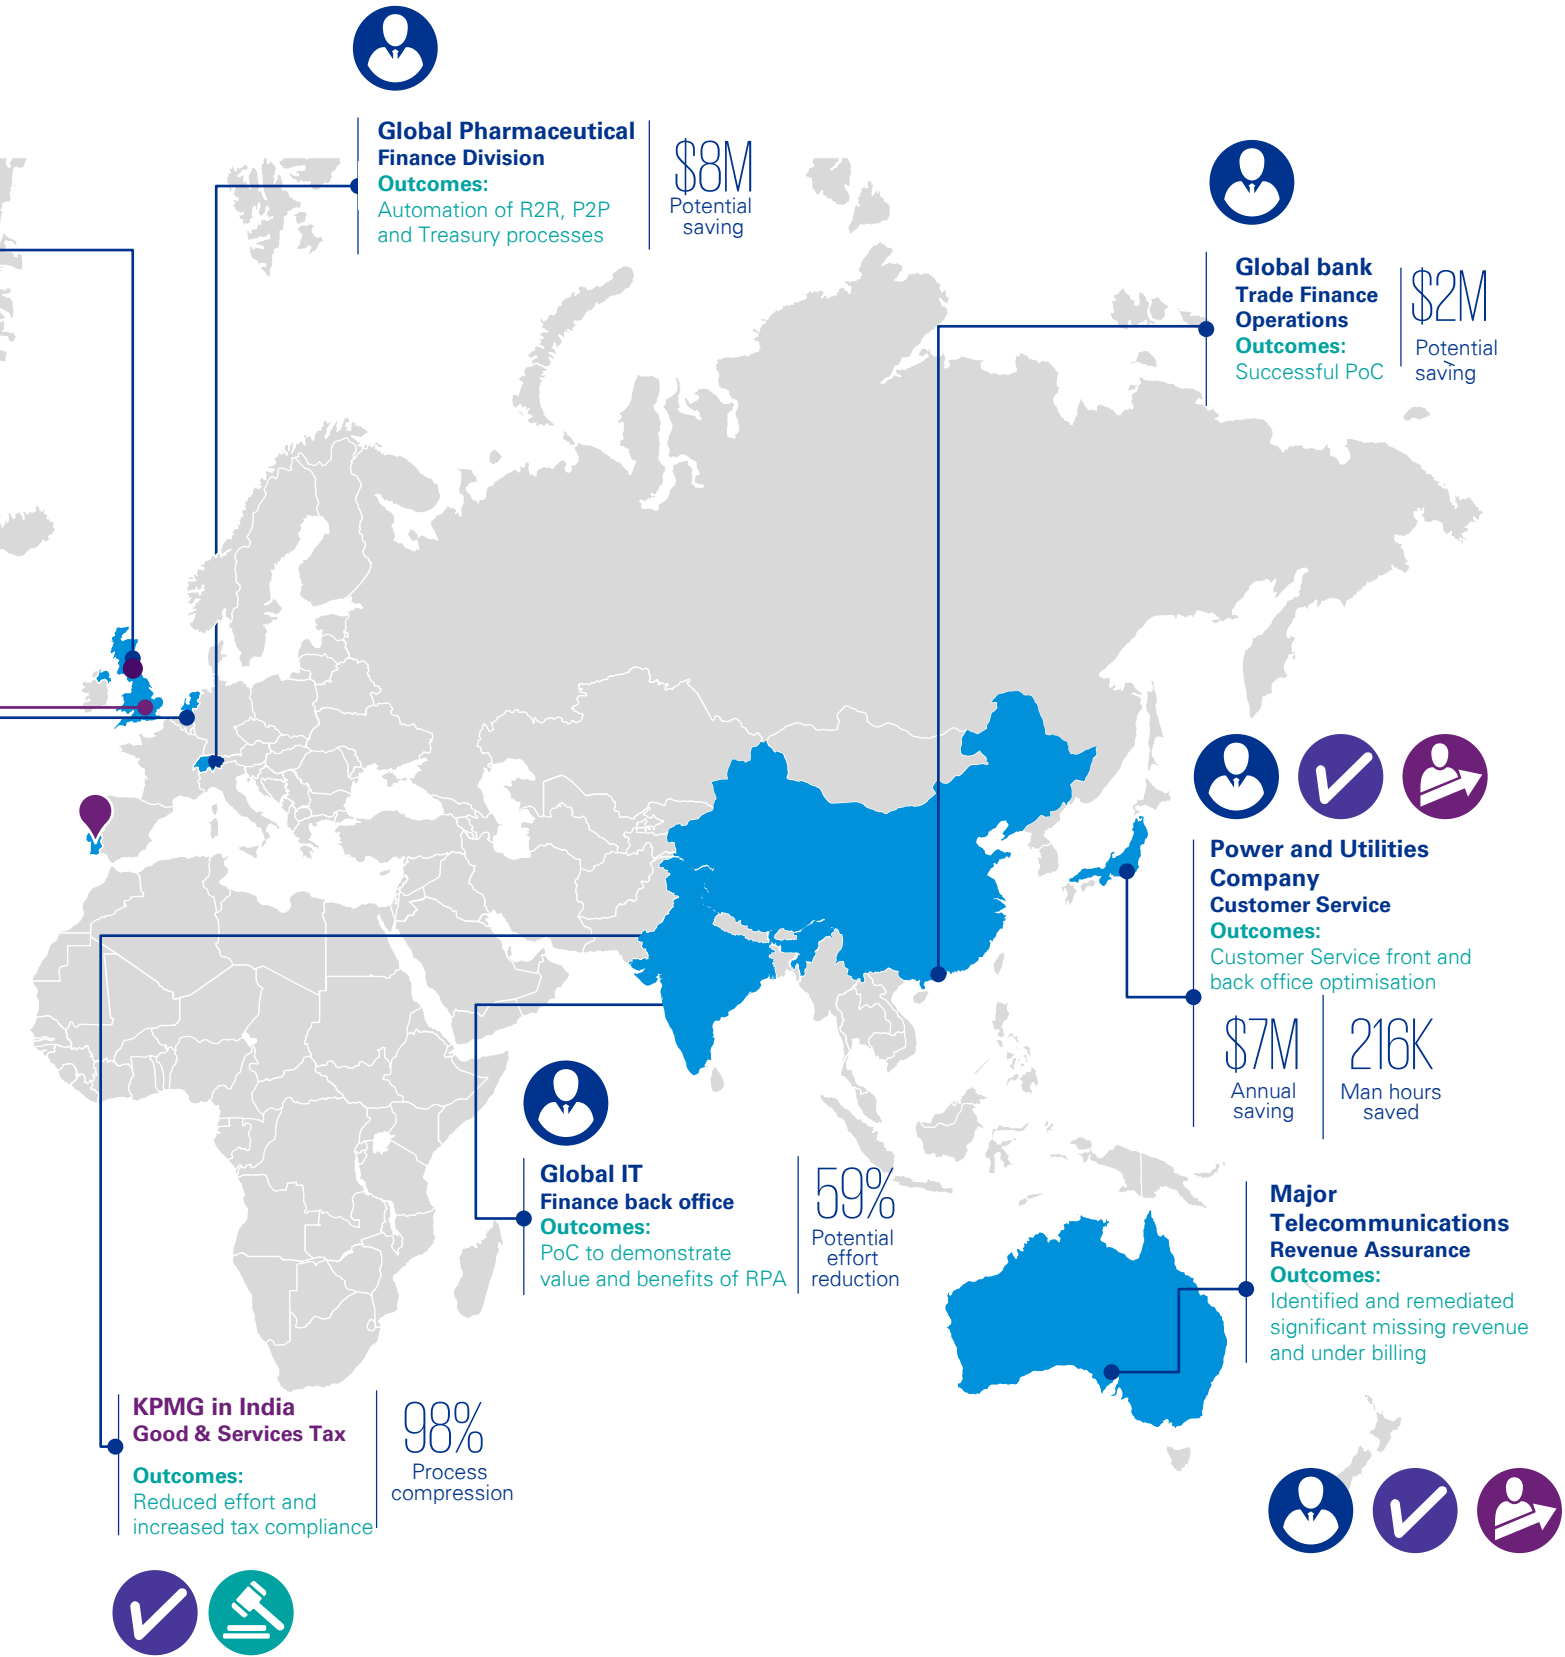 Global Pharmaceutical
Finance Division
Outcomes:
Automation of R2R, P2P
and Treasury processes
$8M
Potential
saving
Global bank
Trade Finance
Operations
Outcomes:
Successful PoC
$2M
Potential
saving
Power and Utilities
Company
Customer Service
Outcomes:
Customer Service front and
back office optimisation
$7M
Annual
saving
216K
Man hours
saved
Global IT
Finance back office
Outcomes:
PoC to demonstrate
value and benefits of RPA
59%
Potential
effort
reduction
Major
Telecommunications
Revenue Assurance
Outcomes:
Identified and remediated
significant missing revenue
and under billing
KPMG in India
Good & Services Tax
Outcomes:
Reduced effort and
increased tax compliance
98%
Process
compression